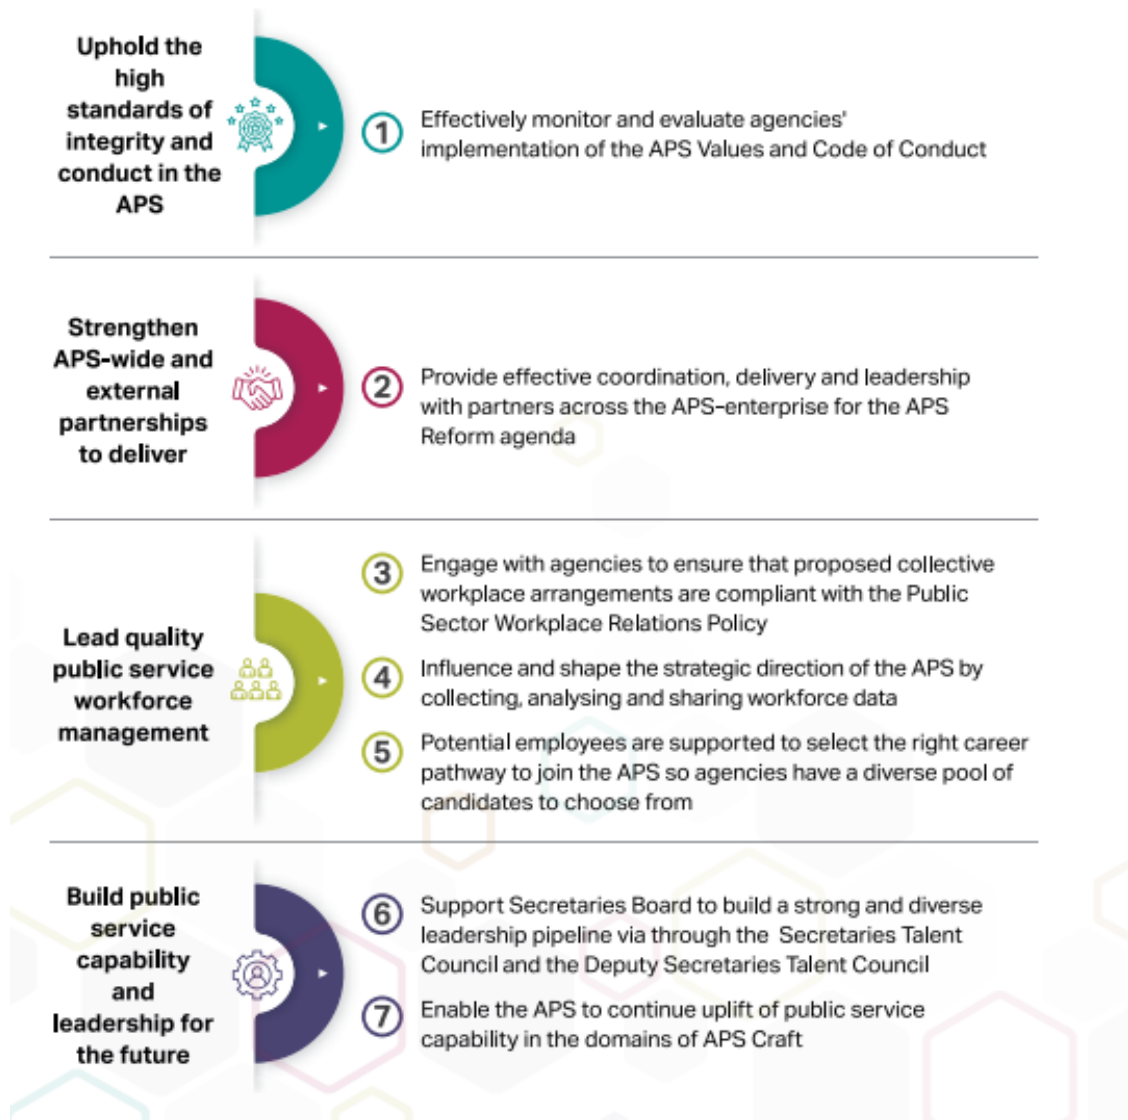 Uphold the
high
standards of
integrity and
conduct in the
APS
1
Effectively monitor and evaluate agencies'
implementation of the APS Values and Code of Conduct
Strengthen
APS-wide and
external
partnerships
to deliver
2
Provide effective coordination, delivery and leadership
with partners across the APS-enterprise for the APS
Reform agenda
Lead quality
public service
workforce
management
3
Engage with agencies to ensure that proposed collective
workplace arrangements are compliant with the Public
Sector Workplace Relations Policy
4
Influence and shape the strategic direction of the APS by
collecting, analysing and sharing workforce data
5
Potential employees are supported to select the right career
pathway to join the APS so agencies have a diverse pool of
candidates to choose from
Build public
service
capability
and
leadership for
the future
6
Support Secretaries Board to build a strong and diverse
leadership pipeline via through the Secretaries Talent
Council and the Deputy Secretaries Talent Council
7
Enable the APS to continue uplift of public service
capability in the domains of APS Craft